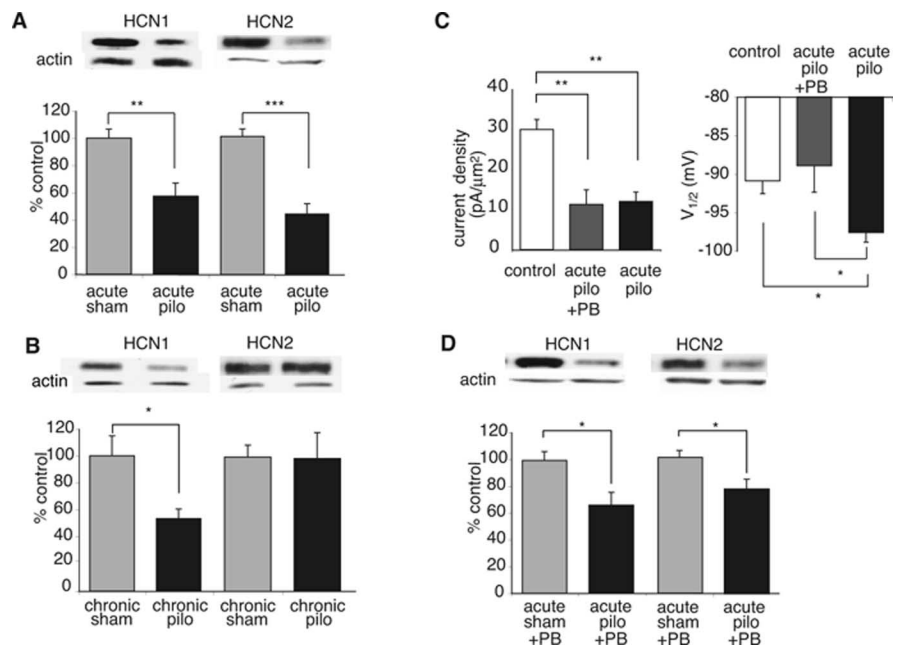 A
HCN1 HCN2
actin
** ***
% control
120
100
80
60
40
20
0
acute sham
acute pilo
acute sham
acute pilo
B
HCN1 HCN2
actin
*
% control
120
100
80
60
40
20
0
chronic sham
chronic pilo
chronic sham
chronic pilo
C
**
**
current density
(pA/μm²)
40
30
20
10
0
control
acute pilo +PB
acute pilo
control
acute pilo +PB
acute pilo
V1/2 (mV)
-80
-85
-90
-95
-100
*
*
D
HCN1 HCN2
actin
* *
% control
120
100
80
60
40
20
0
acute sham +PB
acute pilo +PB
acute sham +PB
acute pilo +PB